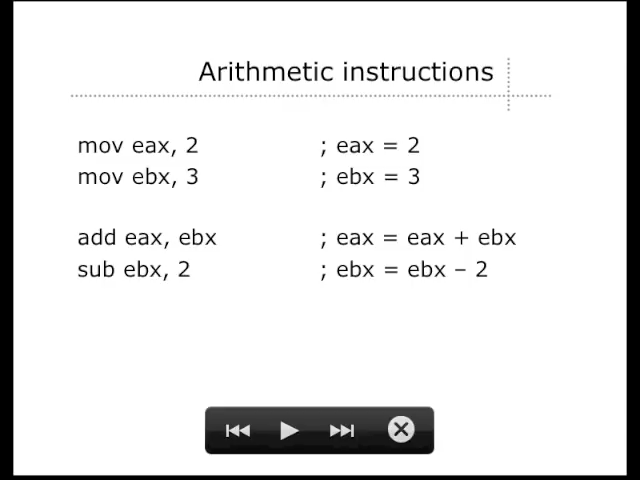 Arithmetic instructions
mov eax, 2 ; eax = 2
mov ebx, 3 ; ebx = 3
add eax, ebx ; eax = eax + ebx
sub ebx, 2 ; ebx = ebx – 2